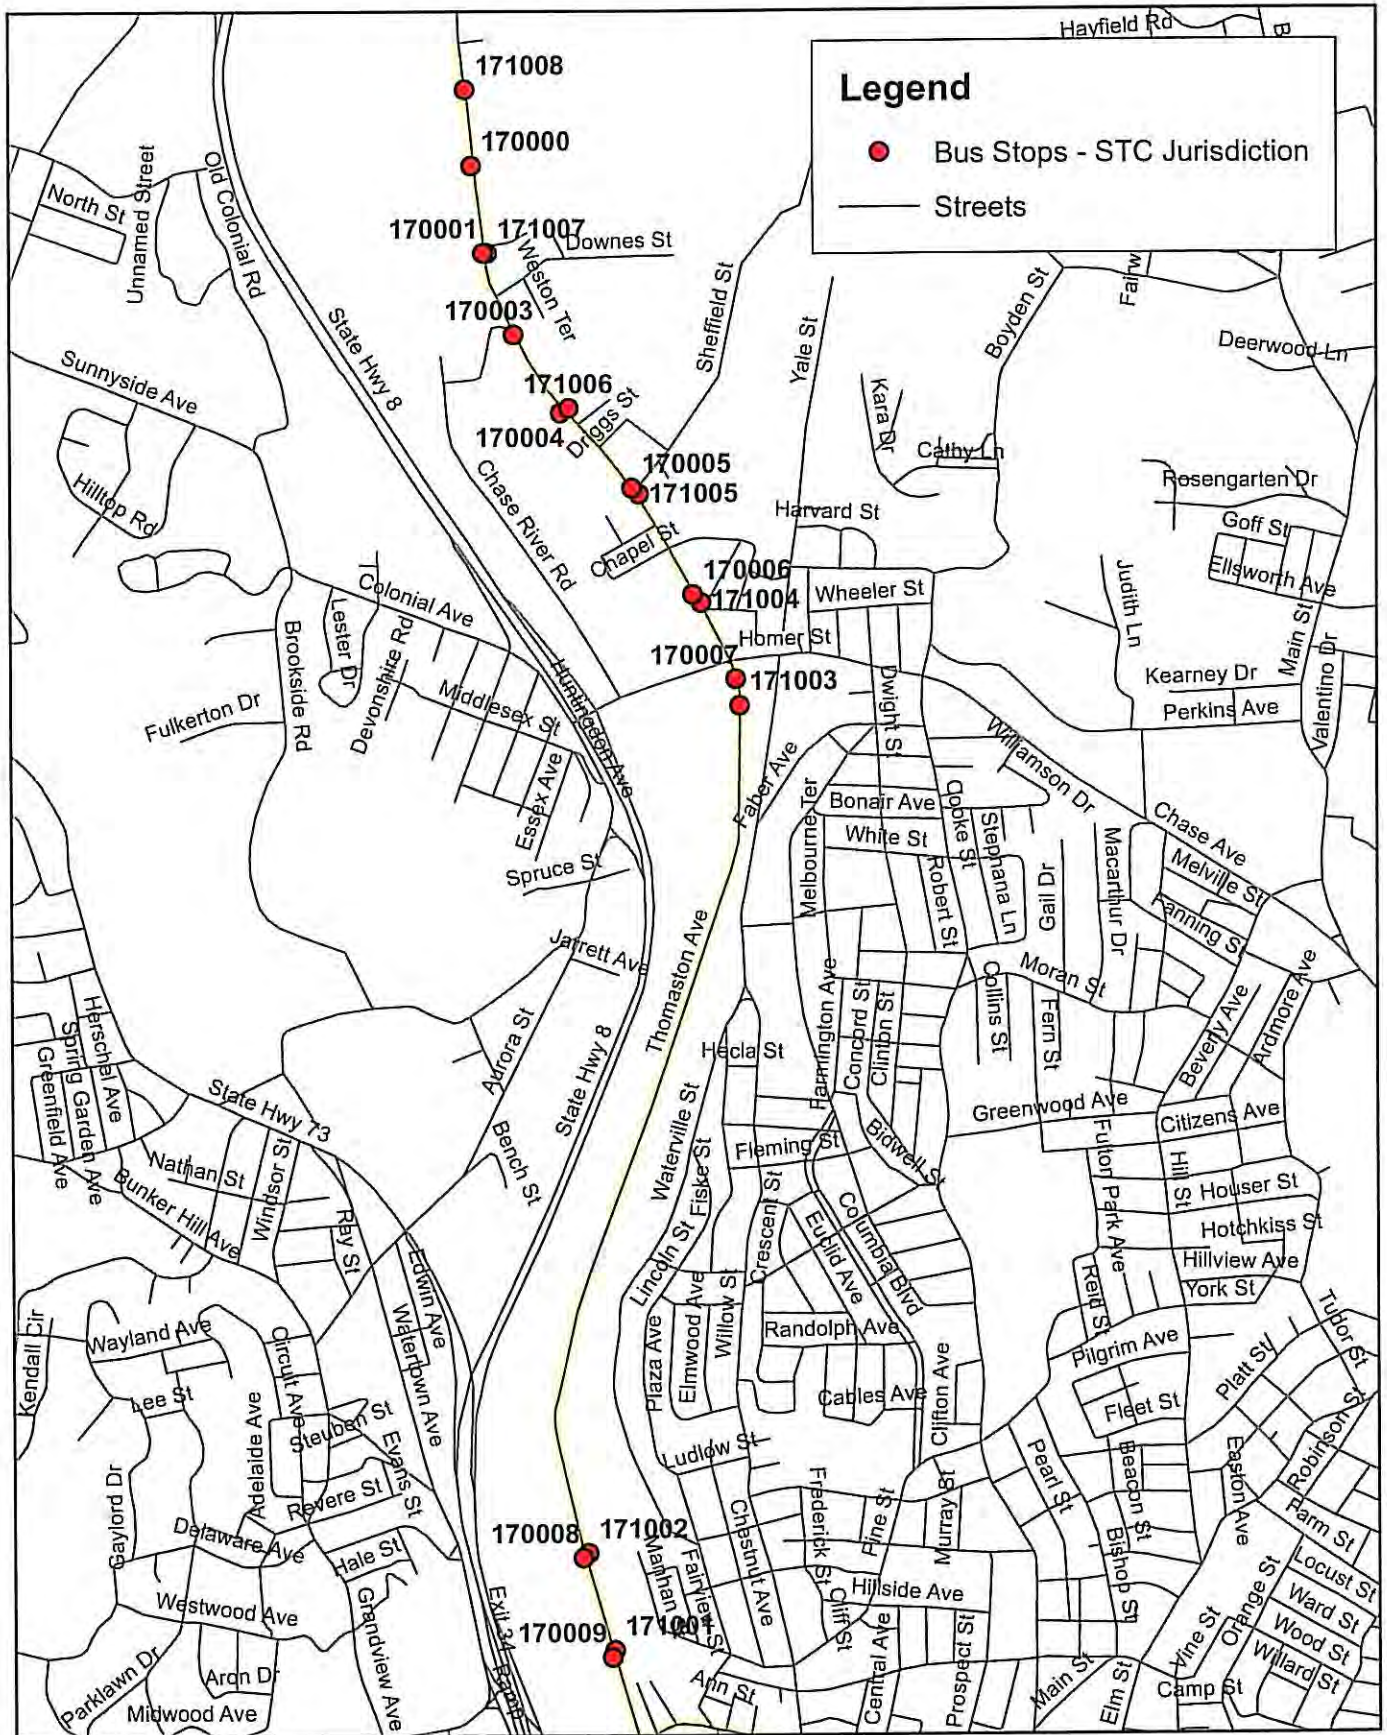 Hayfield Rd
B
171008
Legend
Bus Stops - STC Jurisdiction
Streets
170000
Unnamed Street
Old Colonial Rd
North St
170001
171007
Downes St
Weston Ter
Sheffield St
Boyden St
Fairw
170003
State Hwy 8
Yale St
Deerwood Ln
Sunnyside Ave
171006
170004
Driggs St
Kara Dr
Cathy Ln
Hilltop Rd
Chase River Rd
170005
171005
Rosengarten Dr
Harvard St
Goff St
Chapel St
Ellsworth Ave
170006
171004
Wheeler St
Judith Ln
Colonial Ave
Lester Dr
Devonshire Rd
Brookside Rd
Homer St
170007
171003
Main St
Valentino Dr
Kearney Dr
Perkins Ave
Huntingdon Ave
Middlesex St
Fulkerton Dr
Dwight St
Williamson Dr
Essex Ave
Faber Ave
Melbourne Ter
Bonair Ave
Cooke St
White St
Stephana Ln
Chase Ave
Macarthur Dr
Melville St
Spruce St
Robert St
Gail Dr
Fanning St
Jarrett Ave
Thomaston Ave
Moran St
Collins St
Fern St
Herschel Ave
Spring Garden Ave
Greenfield Ave
Aurora St
State Hwy 8
Hecla St
Farmington Ave
Concord St
Clinton St
Beverly Ave
Ardmore Ave
State Hwy 73
Waterville St
Greenwood Ave
Citizens Ave
Nathan St
Windsor St
Bench St
Fleming St
Bidwell St
Fiske St
Fulton Park Ave
Hill St
Houser St
Bunker Hill Ave
Ray St
Crescent St
Euclid Ave
Columbia Blvd
Hotchkiss St
Edwin Ave
Lincoln St
Hillview Ave
Reid St
York St
Kendall Cir
Wayland Ave
Circuit Ave
Watertown Ave
Plaza Ave
Elmwood Ave
Willow St
Randolph Ave
Tudor St
Pilgrim Ave
Platt St
Lee St
Cables Ave
Clifton Ave
Fleet St
Adelaide Ave
Steuben St
Evans St
Ludlow St
Robinson St
Gaylord Dr
Revere St
Frederick St
Pine St
Murray St
Pearl St
Beacon St
Easton Ave
Farm St
Delaware Ave
Hale St
170008
171002
Chestnut Ave
Bishop St
Locust St
Manhan
Fairview St
Hillside Ave
Cliff St
Orange St
Ward St
Westwood Ave
Exit 34 Ramp
170009
171001
Central Ave
Prospect St
Vine St
Wood St
Willard St
Parklawn Dr
Aron Dr
Grandview Ave
Ann St
Main St
Elm St
Camp St
Midwood Ave